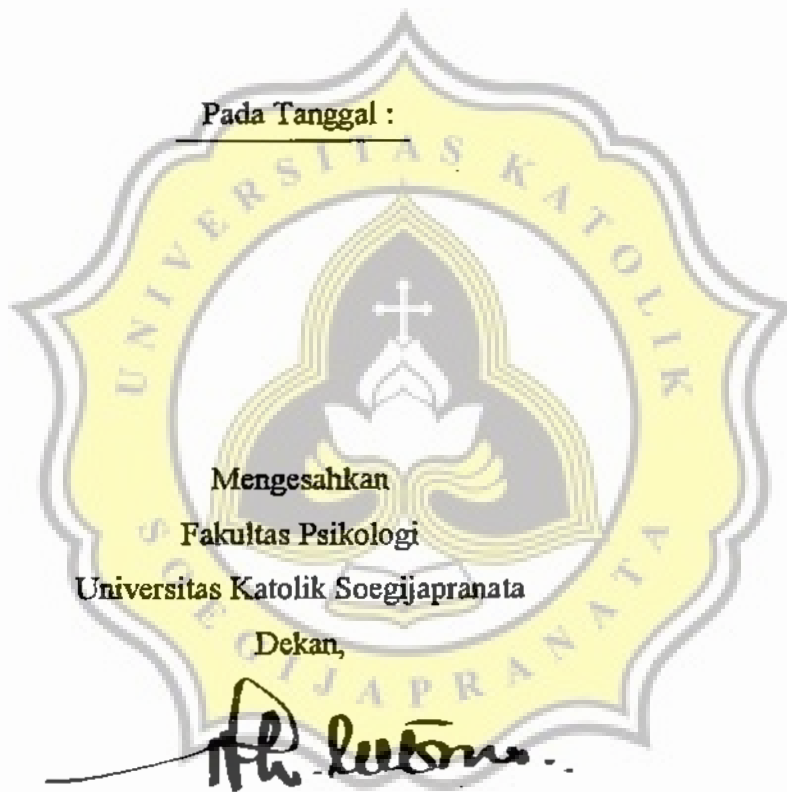 Pada Tanggal :
UNIVERSITAS KATOLIK
SOEGIJAPRANATA
Mengesahkan
Fakultas Psikologi
Universitas Katolik Soegijapranata
Dekan,